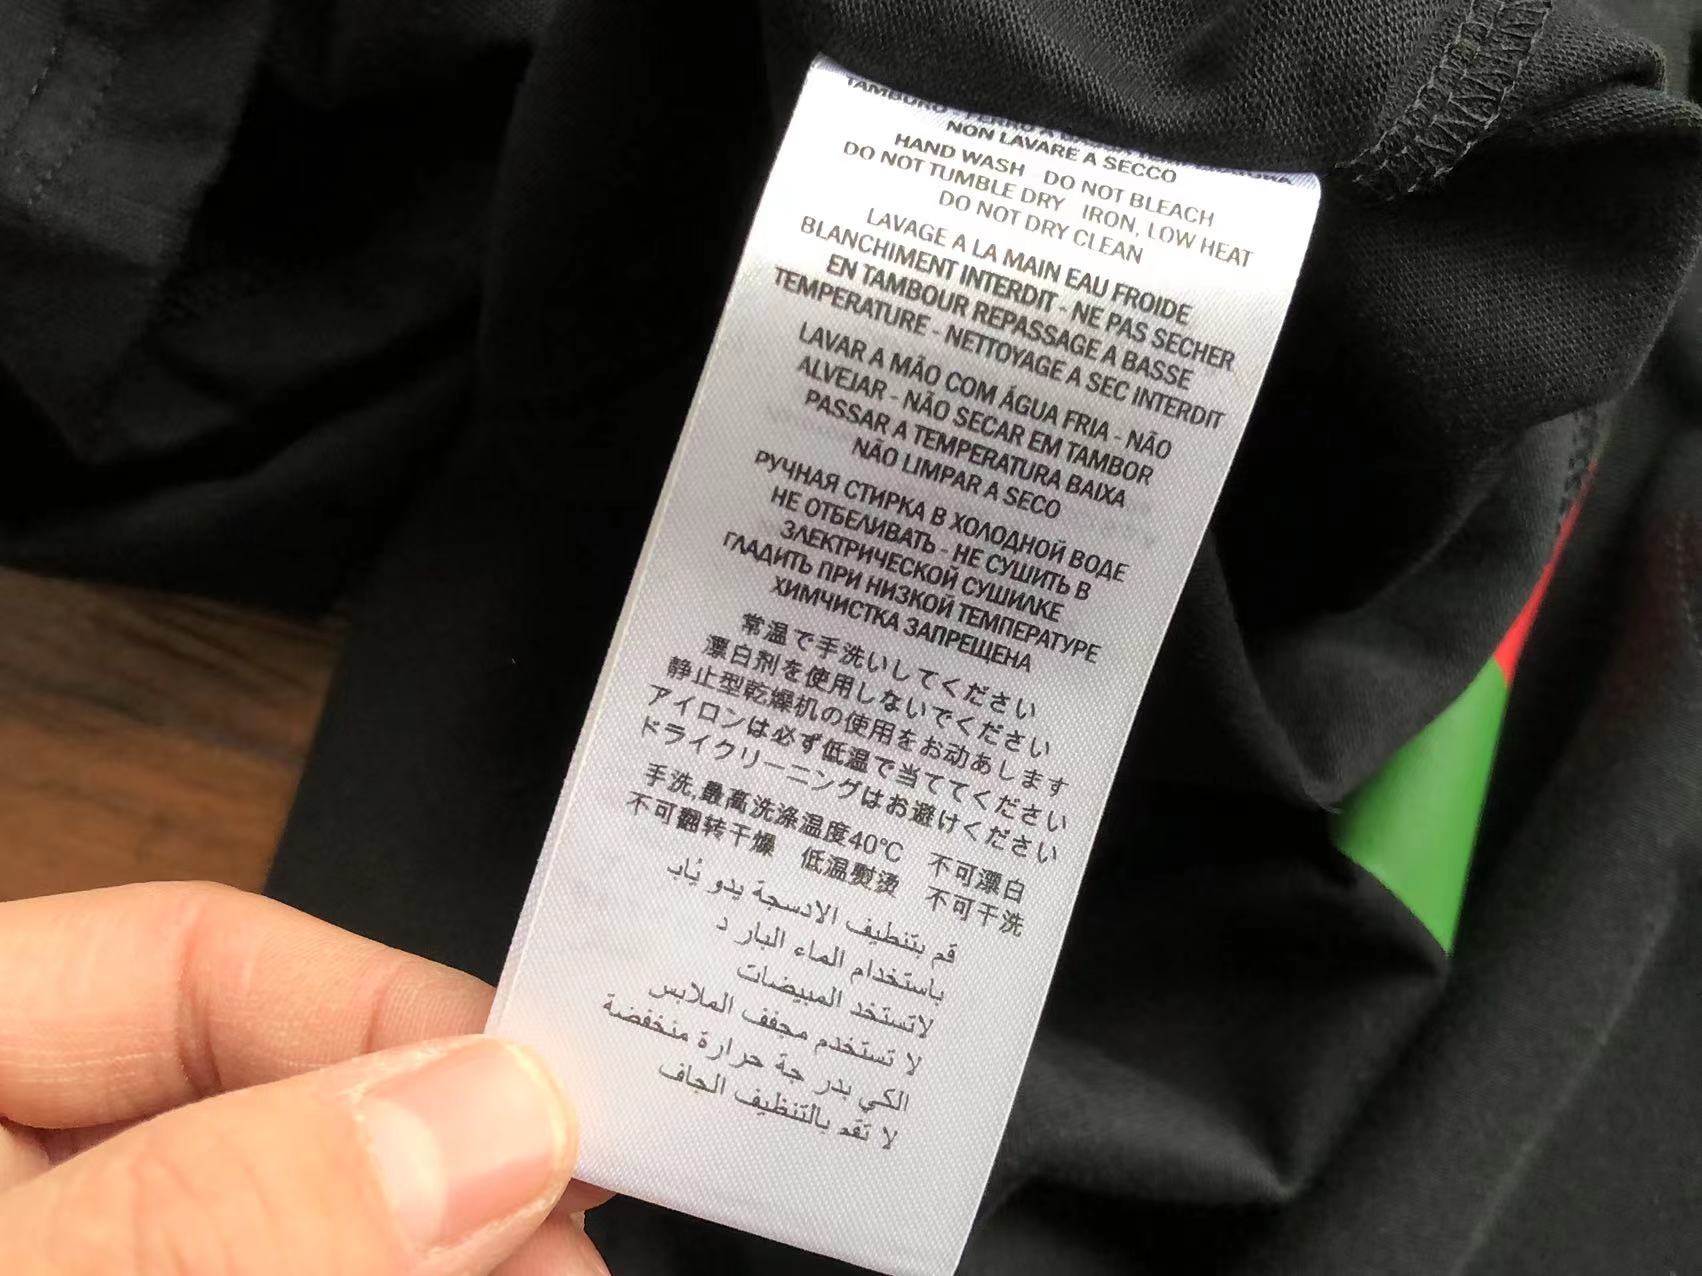 TAMBURO - FERRO A
NON LAVARE A SECCO
HAND WASH DO NOT BLEACH
DO NOT TUMBLE DRY IRON, LOW HEAT
DO NOT DRY CLEAN
LAVAGE A LA MAIN EAU FROIDE
BLANCHIMENT INTERDIT - NE PAS SECHER
EN TAMBOUR REPASSAGE A BASSE
TEMPERATURE - NETTOYAGE A SEC INTERDIT
LAVAR A MÃO COM ÁGUA FRIA - NÃO
ALVEJAR - NÃO SECAR EM TAMBOR
PASSAR A TEMPERATURA BAIXA
NÃO LIMPAR A SECO
РУЧНАЯ СТИРКА В ХОЛОДНОЙ ВОДЕ
НЕ ОТБЕЛИВАТЬ - НЕ СУШИТЬ В
ЗЛЕКТРИЧЕСКОЙ СУШИЛКЕ
ГЛАДИТЬ ПРИ НИЗКОЙ ТЕМПЕРАТУРЕ
ХИМЧИСТКА ЗАПРЕЩЕНА
常温で手洗いしてください
漂白剤を使用しないでください
静止型乾燥机の使用をお动あします
アイロンは必ず低温で当ててください
ドライクリーニングはお避けください
手洗,最高洗涤温度40℃ 不可漂白
不可翻转干燥 低温熨烫 不可干洗
قم بتنطيف الادسجة يدو يُاب
باستخدام الماء البار د
لاتستخد المبيضات
لا تستخدم مجفف الملابس
الكي بدر جة حرارة منخفضة
لا تقد بالتنظيف الجاف